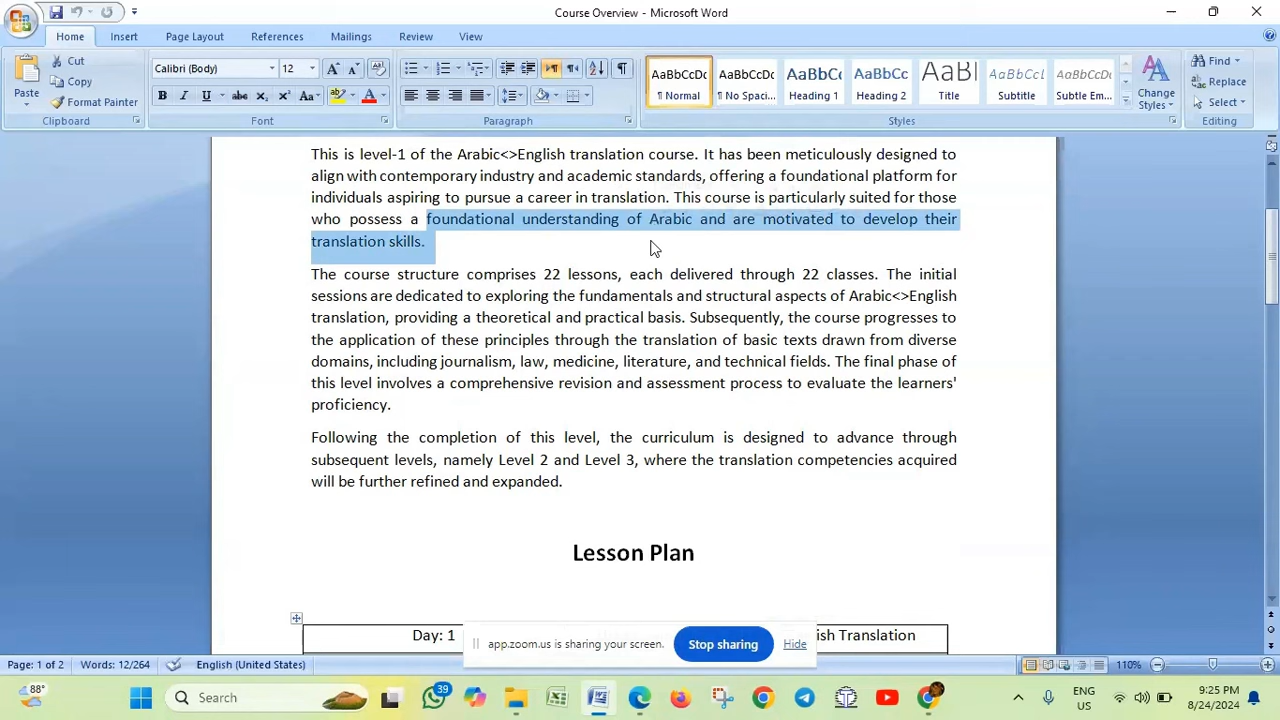 Course Overview - Microsoft Word
Home Insert Page Layout References Mailings Review View
Paste
Cut
Copy
Format Painter
Clipboard
Calibri (Body) 12
Font
Paragraph
AaBbCcDc AaBbCcDc AaBbC AaBbCc AaBl AaBbCc AaBbCcDc
¶ Normal ¶ No Spaci... Heading 1 Heading 2 Title Subtitle Subtle Em...
Change Styles
Styles
Find
Replace
Select
Editing
This is level-1 of the Arabic<>English translation course. It has been meticulously designed to
align with contemporary industry and academic standards, offering a foundational platform for
individuals aspiring to pursue a career in translation. This course is particularly suited for those
who possess a foundational understanding of Arabic and are motivated to develop their
translation skills.
The course structure comprises 22 lessons, each delivered through 22 classes. The initial
sessions are dedicated to exploring the fundamentals and structural aspects of Arabic<>English
translation, providing a theoretical and practical basis. Subsequently, the course progresses to
the application of these principles through the translation of basic texts drawn from diverse
domains, including journalism, law, medicine, literature, and technical fields. The final phase of
this level involves a comprehensive revision and assessment process to evaluate the learners'
proficiency.
Following the completion of this level, the curriculum is designed to advance through
subsequent levels, namely Level 2 and Level 3, where the translation competencies acquired
will be further refined and expanded.
Lesson Plan
Day: 1 ish Translation
app.zoom.us is sharing your screen. Stop sharing Hide
Page: 1 of 2 Words: 12/264 English (United States) 110%
88° Search 39 ENG US 9:25 PM 8/24/2024